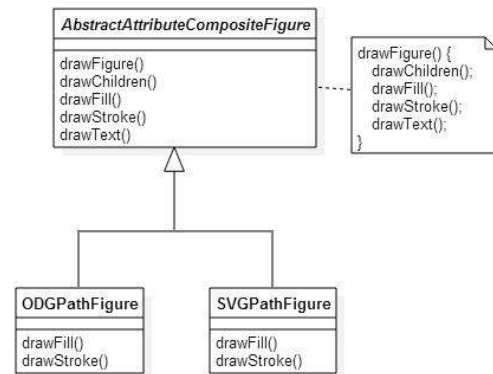 AbstractAttributeCompositeFigure
drawFigure()
drawChildren()
drawFill()
drawStroke()
drawText()
drawFigure() {
drawChildren();
drawFill();
drawStroke();
drawText();
}
ODGPathFigure
drawFill()
drawStroke()
SVGPathFigure
drawFill()
drawStroke()